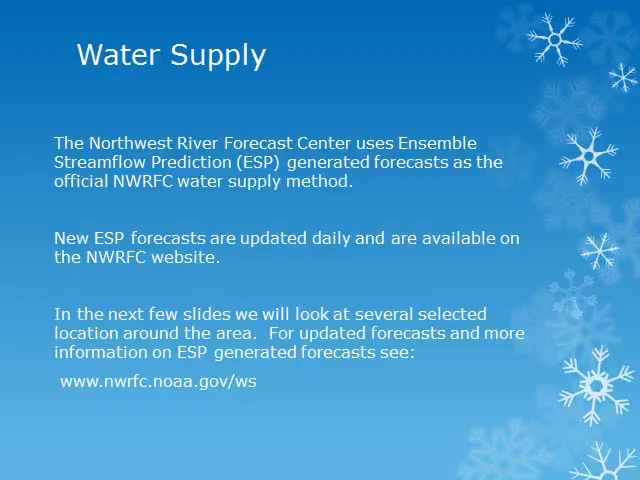 Water Supply
The Northwest River Forecast Center uses Ensemble
Streamflow Prediction (ESP) generated forecasts as the
official NWRFC water supply method.
New ESP forecasts are updated daily and are available on
the NWRFC website.
In the next few slides we will look at several selected
location around the area.  For updated forecasts and more
information on ESP generated forecasts see:
www.nwrfc.noaa.gov/ws